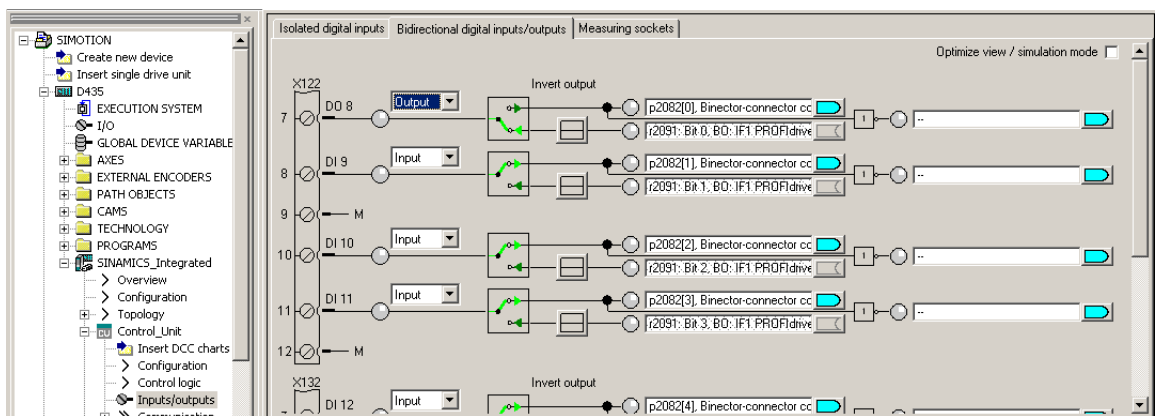 SIMOTION
Create new device
Insert single drive unit
D435
EXECUTION SYSTEM
I/O
GLOBAL DEVICE VARIABLE
AXES
EXTERNAL ENCODERS
PATH OBJECTS
CAMS
TECHNOLOGY
PROGRAMS
SINAMICS_Integrated
Overview
Configuration
Topology
Control_Unit
Insert DCC charts
Configuration
Control logic
Inputs/outputs
Communication
Isolated digital inputs Bidirectional digital inputs/outputs Measuring sockets
Optimize view / simulation mode
X122 Invert output
7 DO 8 Output p2082[0], Binector-connector cc 1 --
r2091: Bit 0, BO: IF1 PROFIdrive
8 DI 9 Input p2082[1], Binector-connector cc 1 --
r2091: Bit 1, BO: IF1 PROFIdrive
9 M
10 DI 10 Input p2082[2], Binector-connector cc 1 --
r2091: Bit 2, BO: IF1 PROFIdrive
11 DI 11 Input p2082[3], Binector-connector cc 1 --
r2091: Bit 3, BO: IF1 PROFIdrive
12 M
X132 Invert output
DI 12 Input p2082[4], Binector-connector cc